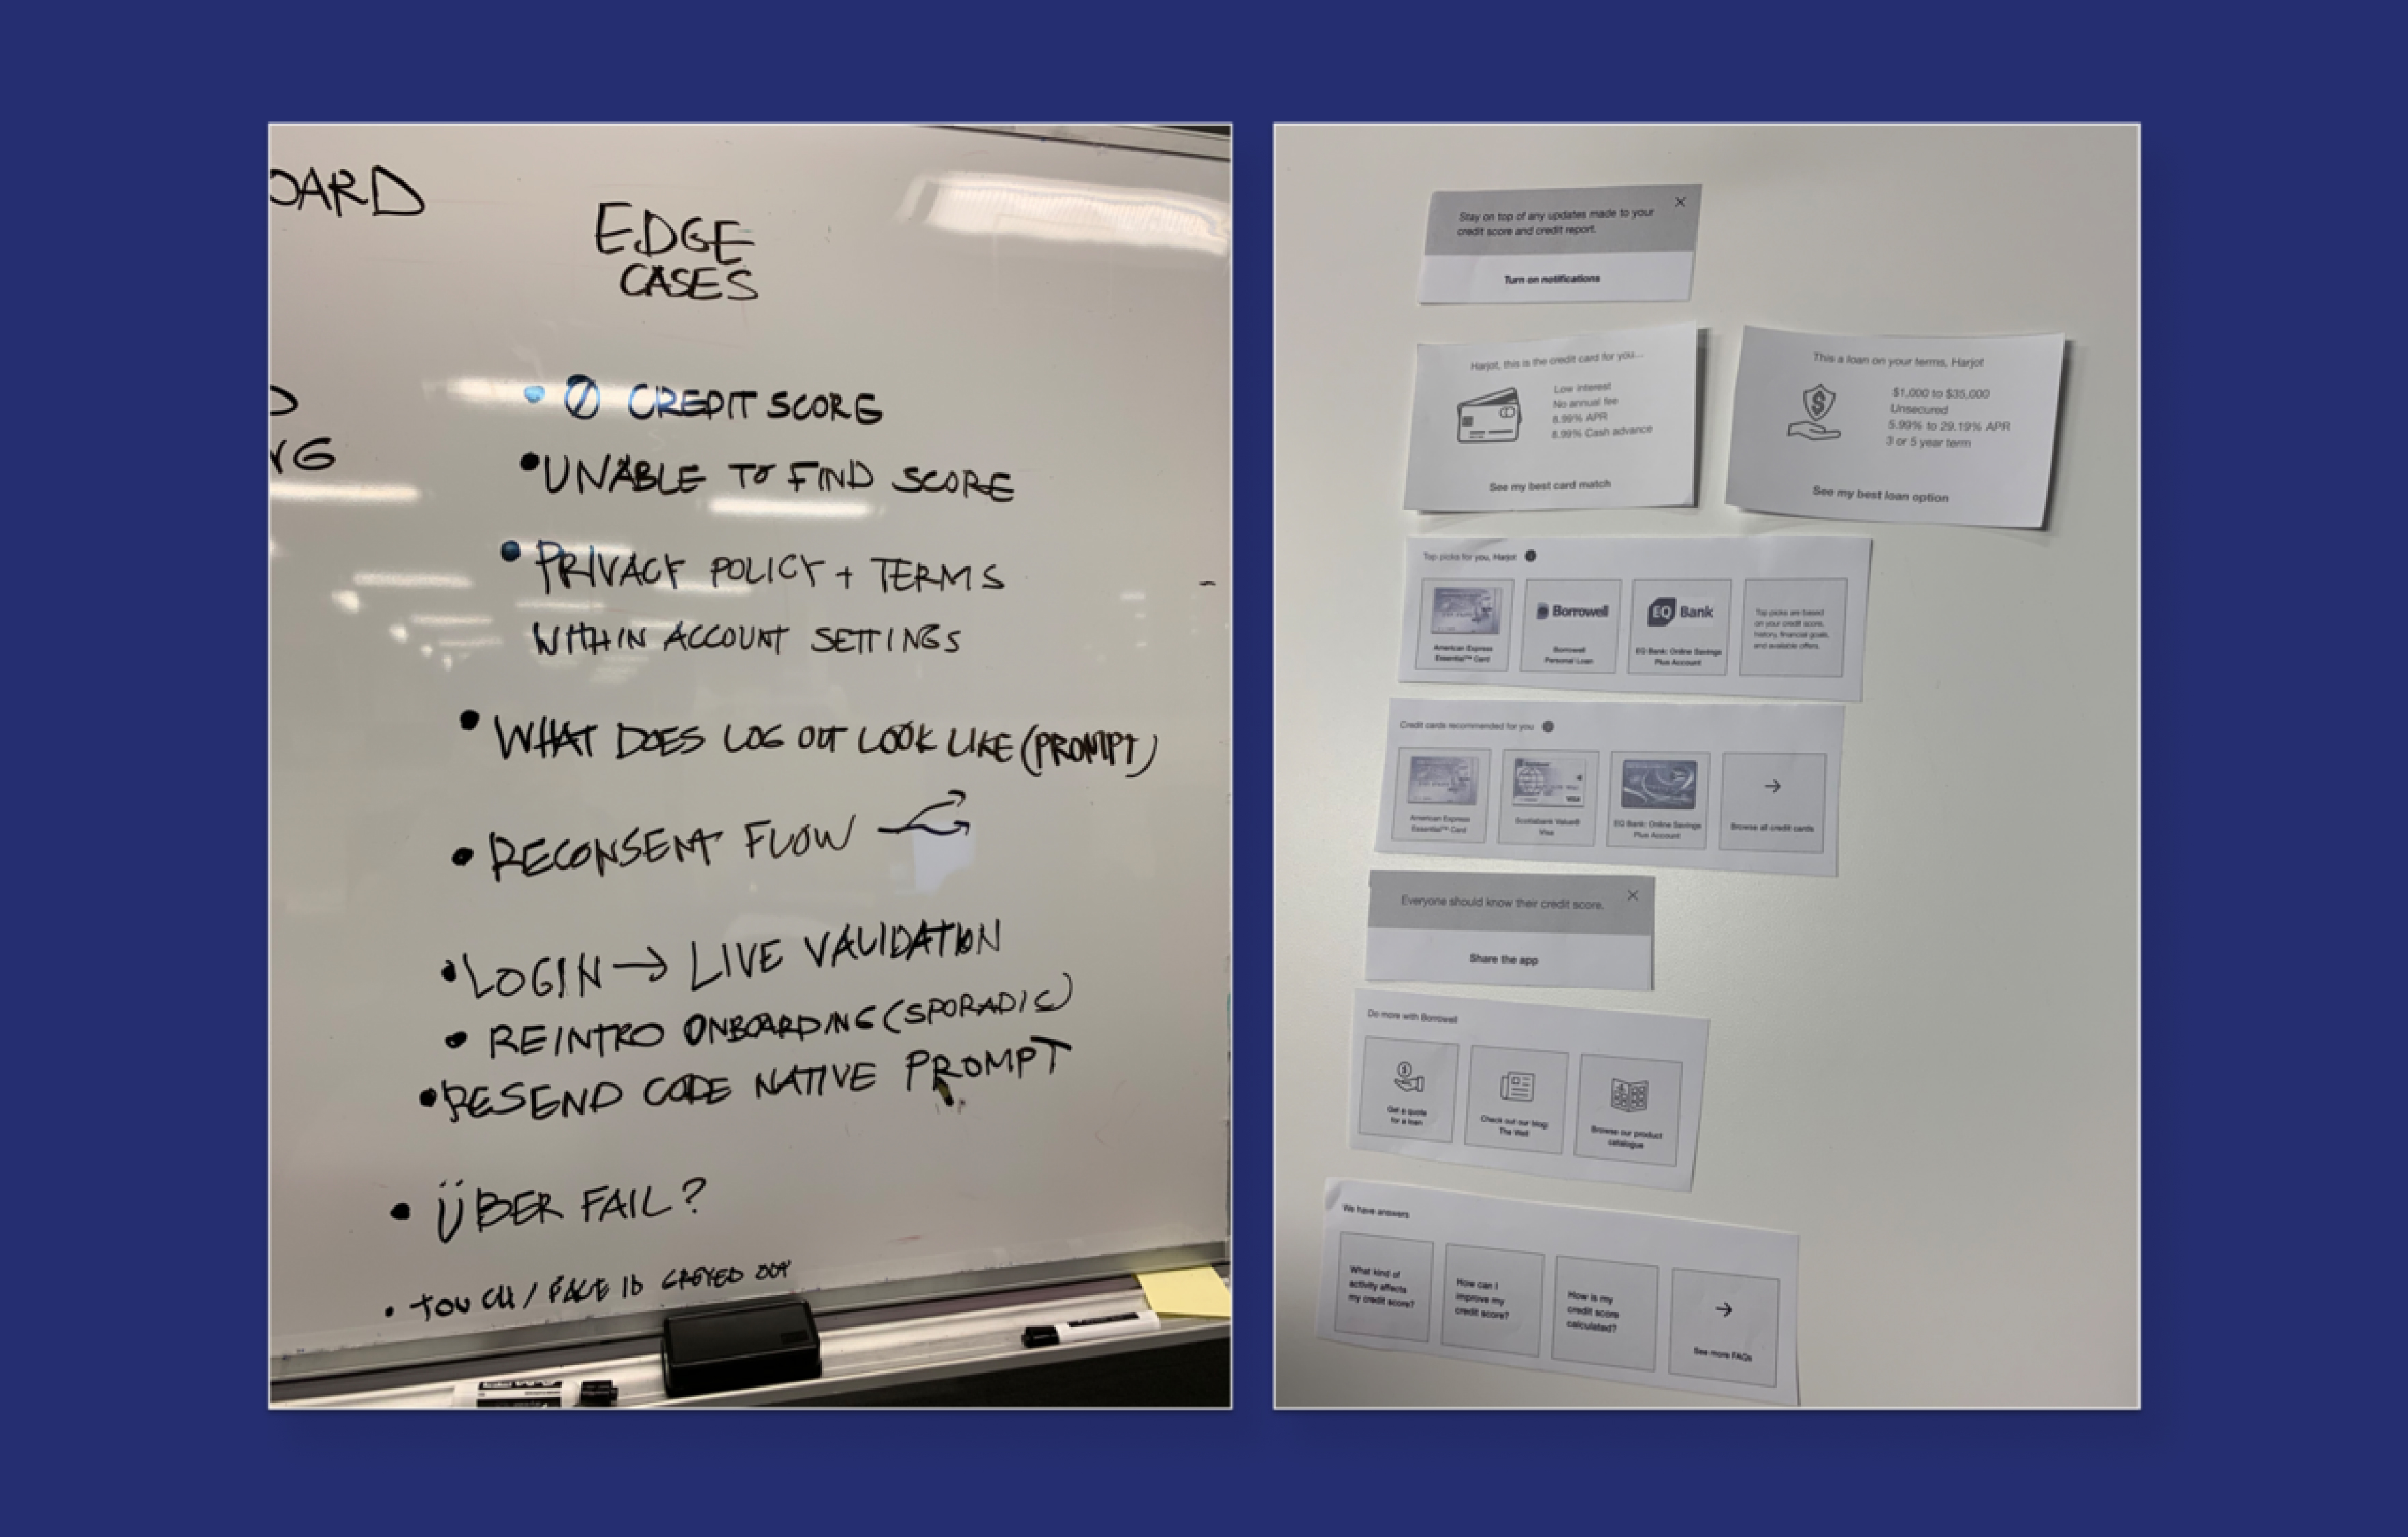 OARD
EDGE
CASES
• Ø CREDIT SCORE
• UNABLE TO FIND SCORE
• PRIVACY POLICY + TERMS
WITHIN ACCOUNT SETTINGS
• WHAT DOES LOG OUT LOOK LIKE (PROMPT)
• RECONSENT FLOW
• LOGIN → LIVE VALIDATION
• REINTRO ONBOARDING (SPORADIC)
• RESEND CODE NATIVE PROMPT
• ÜBER FAIL?
• TOUCH / FACE ID GREYED OUT
D
NG
Stay on top of any updates made to your
credit score and credit report.
×
Turn on notifications
Harjot, this is the credit card for you...
Low interest
No annual fee
8.99% APR
8.99% Cash advance
See my best card match
This a loan on your terms, Harjot
$1,000 to $35,000
Unsecured
5.99% to 29.19% APR
3 or 5 year term
See my best loan option
Top picks for you, Harjot
American Express
Essential™ Card
Borrowell
Borrowell
Personal Loan
EQ Bank
EQ Bank: Online Savings
Plus Account
Top picks are based
on your credit score,
history, financial goals,
and available offers.
Credit cards recommended for you
American Express
Essential™ Card
VISA
Scotiabank Value®
Visa
EQ Bank: Online Savings
Plus Account
→
Browse all credit cards
Everyone should know their credit score.
×
Share the app
Do more with Borrowell
Get a quote
for a loan
Check out our blog:
The Well
Browse our product
catalogue
We have answers
What kind of
activity affects
my credit score?
How can I
improve my
credit score?
How is my
credit score
calculated?
→
See more FAQs